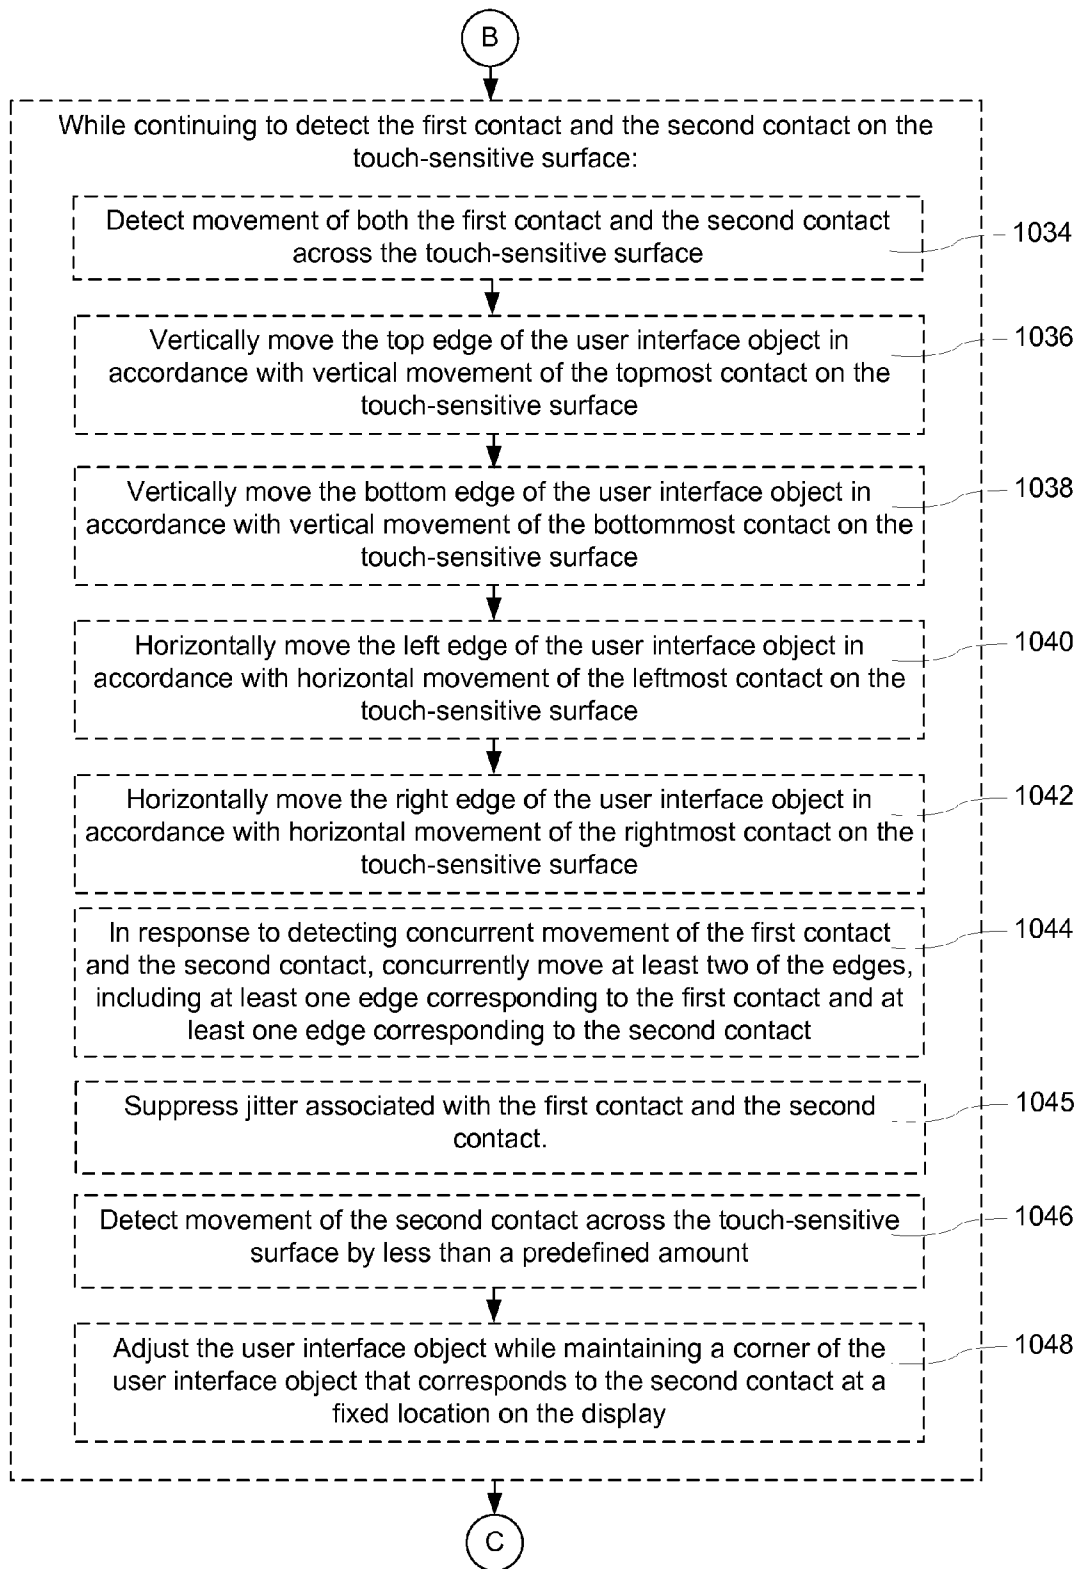 B
While continuing to detect the first contact and the second contact on the
touch-sensitive surface:
Detect movement of both the first contact and the second contact
across the touch-sensitive surface
1034
Vertically move the top edge of the user interface object in
accordance with vertical movement of the topmost contact on the
touch-sensitive surface
1036
Vertically move the bottom edge of the user interface object in
accordance with vertical movement of the bottommost contact on the
touch-sensitive surface
1038
Horizontally move the left edge of the user interface object in
accordance with horizontal movement of the leftmost contact on the
touch-sensitive surface
1040
Horizontally move the right edge of the user interface object in
accordance with horizontal movement of the rightmost contact on the
touch-sensitive surface
1042
In response to detecting concurrent movement of the first contact
and the second contact, concurrently move at least two of the edges,
including at least one edge corresponding to the first contact and at
least one edge corresponding to the second contact
1044
Suppress jitter associated with the first contact and the second
contact.
1045
Detect movement of the second contact across the touch-sensitive
surface by less than a predefined amount
1046
Adjust the user interface object while maintaining a corner of the
user interface object that corresponds to the second contact at a
fixed location on the display
1048
C